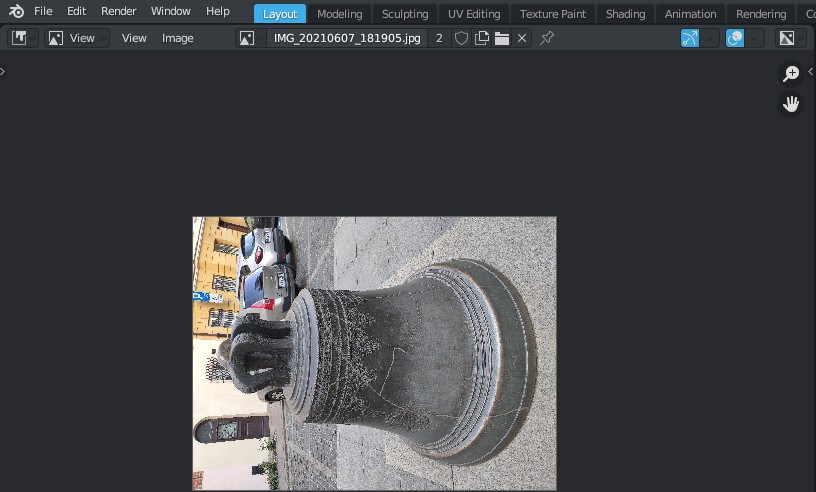 File Edit Render Window Help Layout Modeling Sculpting UV Editing Texture Paint Shading Animation Rendering
View View Image IMG_20210607_181905.jpg 2